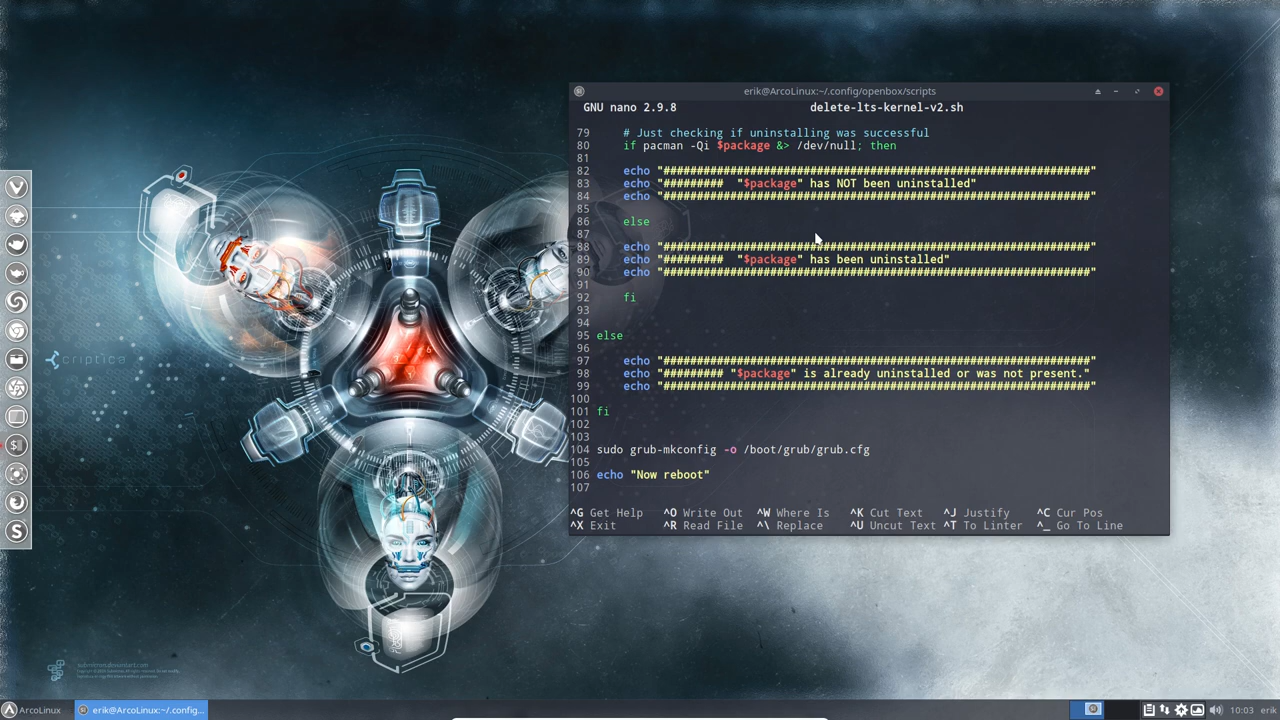 erik@ArcoLinux:~/.config/openbox/scripts
GNU nano 2.9.8 delete-lts-kernel-v2.sh
79 # Just checking if uninstalling was successful
80 if pacman -Qi $package &> /dev/null; then
81
82 echo "################################################################"
83 echo "######### "$package" has NOT been uninstalled"
84 echo "################################################################"
85
86 else
87
88 echo "################################################################"
89 echo "######### "$package" has been uninstalled"
90 echo "################################################################"
91
92 fi
93
94
95 else
96
97 echo "################################################################"
98 echo "######### "$package" is already uninstalled or was not present."
99 echo "################################################################"
100
101 fi
102
103
104 sudo grub-mkconfig -o /boot/grub/grub.cfg
105
106 echo "Now reboot"
107
^G Get Help ^O Write Out ^W Where Is ^K Cut Text ^J Justify ^C Cur Pos
^X Exit ^R Read File ^\ Replace ^U Uncut Text ^T To Linter ^_ Go To Line
criptica
ArcoLinux
erik@ArcoLinux:~/.config...
10:03 erik